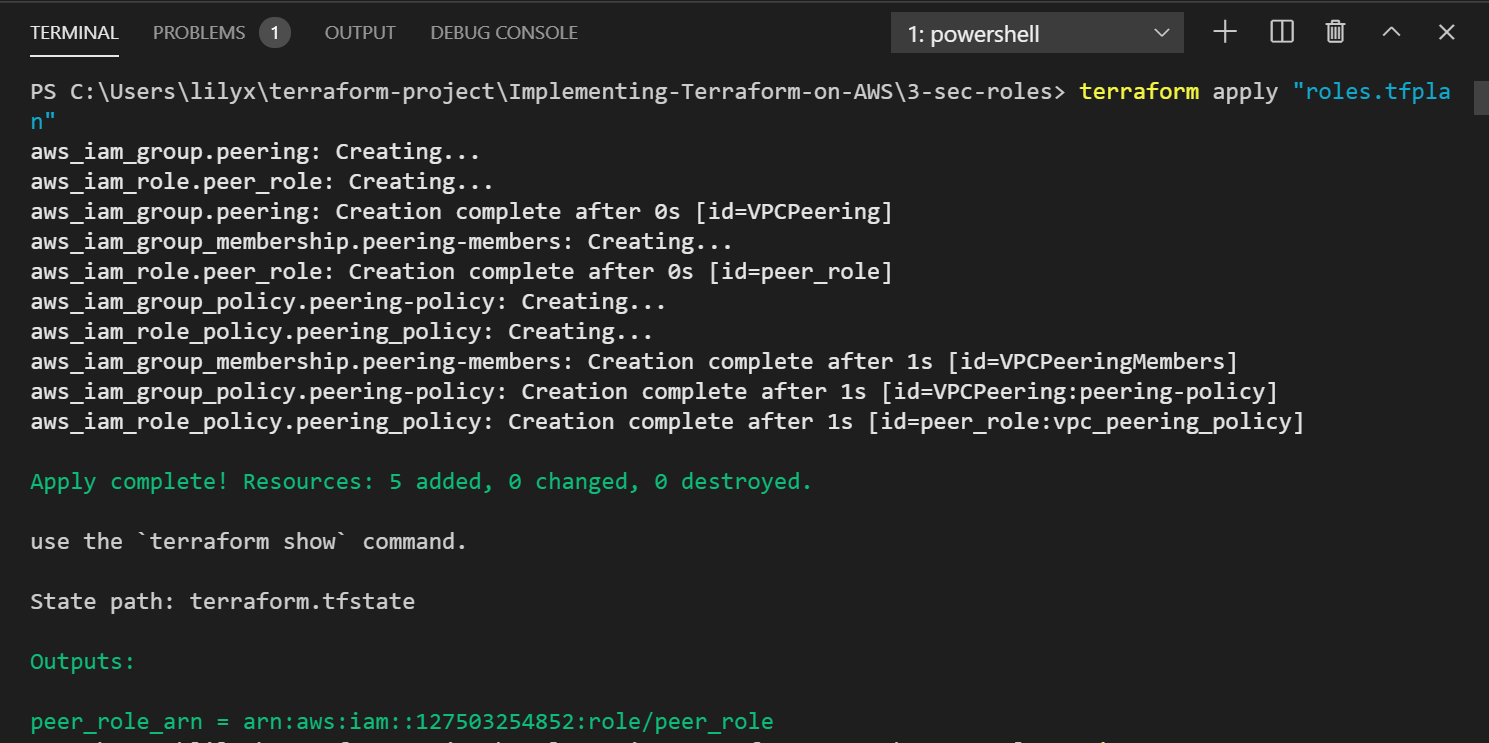 TERMINAL PROBLEMS 1 OUTPUT DEBUG CONSOLE 1: powershell
PS C:\Users\lilyx\terraform-project\Implementing-Terraform-on-AWS\3-sec-roles> terraform apply "roles.tfpla
n"
aws_iam_group.peering: Creating...
aws_iam_role.peer_role: Creating...
aws_iam_group.peering: Creation complete after 0s [id=VPCPeering]
aws_iam_group_membership.peering-members: Creating...
aws_iam_role.peer_role: Creation complete after 0s [id=peer_role]
aws_iam_group_policy.peering-policy: Creating...
aws_iam_role_policy.peering_policy: Creating...
aws_iam_group_membership.peering-members: Creation complete after 1s [id=VPCPeeringMembers]
aws_iam_group_policy.peering-policy: Creation complete after 1s [id=VPCPeering:peering-policy]
aws_iam_role_policy.peering_policy: Creation complete after 1s [id=peer_role:vpc_peering_policy]
Apply complete! Resources: 5 added, 0 changed, 0 destroyed.
use the `terraform show` command.
State path: terraform.tfstate
Outputs:
peer_role_arn = arn:aws:iam::127503254852:role/peer_role